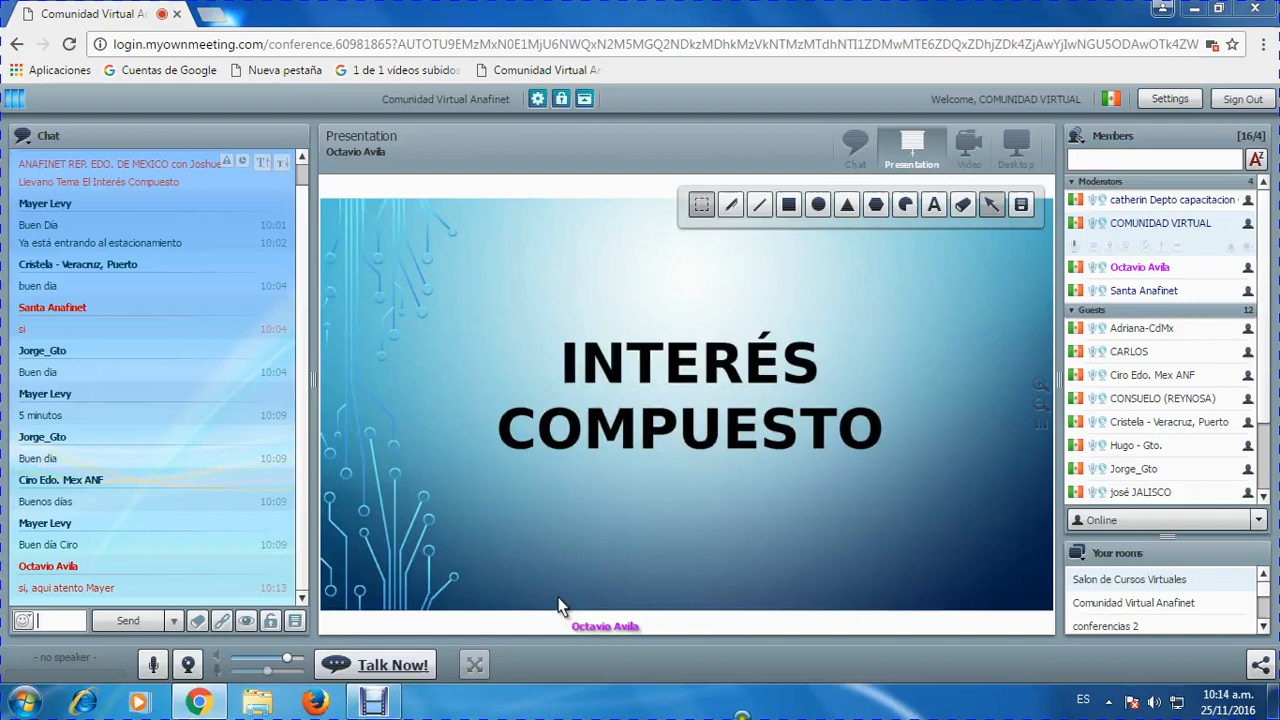 Comunidad Virtual An
login.myownmeeting.com/conference,60981865?AUTOTU9EMzMxN0E1MjU6NWQxN2M5MGQ2NDkzMDhkMzVkNTMzMTdhNTI1ZDMwMTE6ZDQxZDhjZDk4ZjAwYjIwNGU5ODAwOTk4ZW
Aplicaciones
Cuentas de Google
Nueva pestaña
1 de 1 vídeos subidos
Comunidad Virtual An
Comunidad Virtual Anafinet
Welcome, COMUNIDAD VIRTUAL
Settings
Sign Out
Chat
ANAFINET REP. EDO. DE MEXICO con Joshue
Llevano Tema El Interés Compuesto
Mayer Levy
Buen Día 10:01
Ya está entrando al estacionamiento 10:02
Cristela - Veracruz, Puerto
buen dia 10:04
Santa Anafinet
si 10:04
Jorge_Gto
Buen dia 10:04
Mayer Levy
5 minutos 10:09
Jorge_Gto
Buen dia 10:09
Ciro Edo. Mex ANF
Buenos días 10:09
Mayer Levy
Buen día Ciro 10:09
Octavio Avila
si, aqui atento Mayer 10:13
Send
Presentation
Octavio Avila
Chat
Presentation
Video
Desktop
A
INTERÉS
COMPUESTO
Octavio Avila
Members
[16/4]
Moderators 4
catherin Depto capacitacion
COMUNIDAD VIRTUAL
Octavio Avila
Santa Anafinet
Guests 12
Adriana-CdMx
CARLOS
Ciro Edo. Mex ANF
CONSUELO (REYNOSA)
Cristela - Veracruz, Puerto
Hugo - Gto.
Jorge_Gto
josé JALISCO
Online
Your rooms
Salon de Cursos Virtuales
Comunidad Virtual Anafinet
conferencias 2
- no speaker -
Talk Now!
ES
10:14 a.m.
25/11/2016